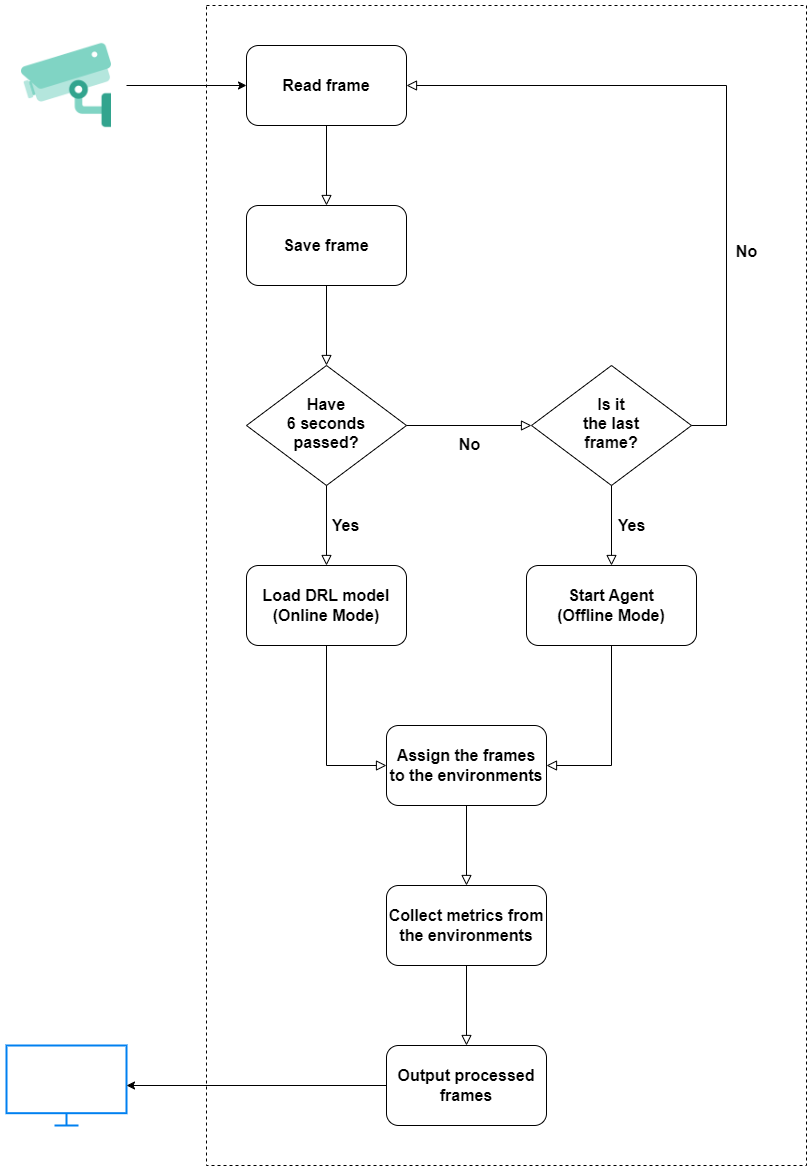 Read frame
Save frame
No
Have
6 seconds
passed?
No
Is it
the last
frame?
Yes
Yes
Load DRL model
(Online Mode)
Start Agent
(Offline Mode)
Assign the frames
to the environments
Collect metrics from
the environments
Output processed
frames